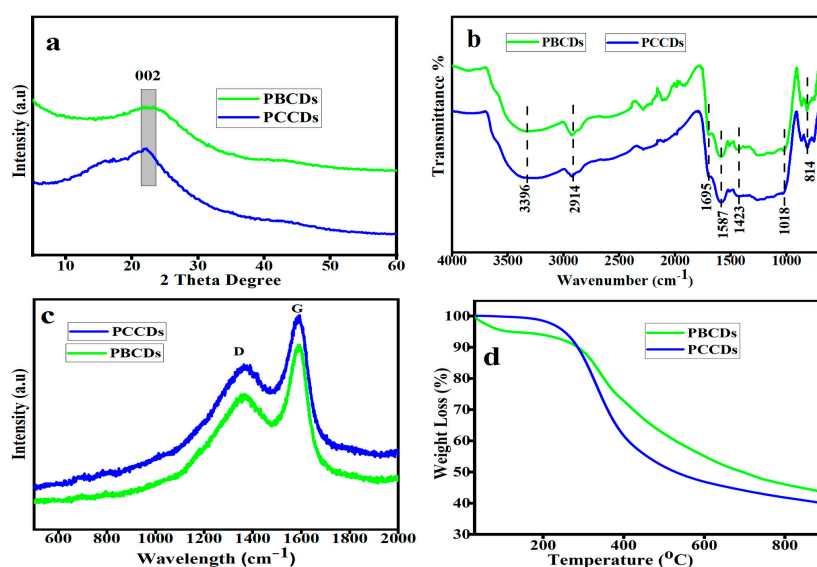 a
002
PBCDs
PCCDs
Intensity (a.u)
10 20 30 40 50 60
2 Theta Degree
b
PBCDs PCCDs
Transmittance %
3396
2914
1695
1587
1423
1018
814
4000 3000 2000 1000
Wavenumber (cm⁻¹)
c
PCCDs
PBCDs
D
G
Intensity (a.u)
600 800 1000 1200 1400 1600 1800 2000
Wavelength (cm⁻¹)
d
PBCDs
PCCDs
Weight Loss (%)
100
90
80
70
60
50
40
30
200 400 600 800
Temperature (°C)